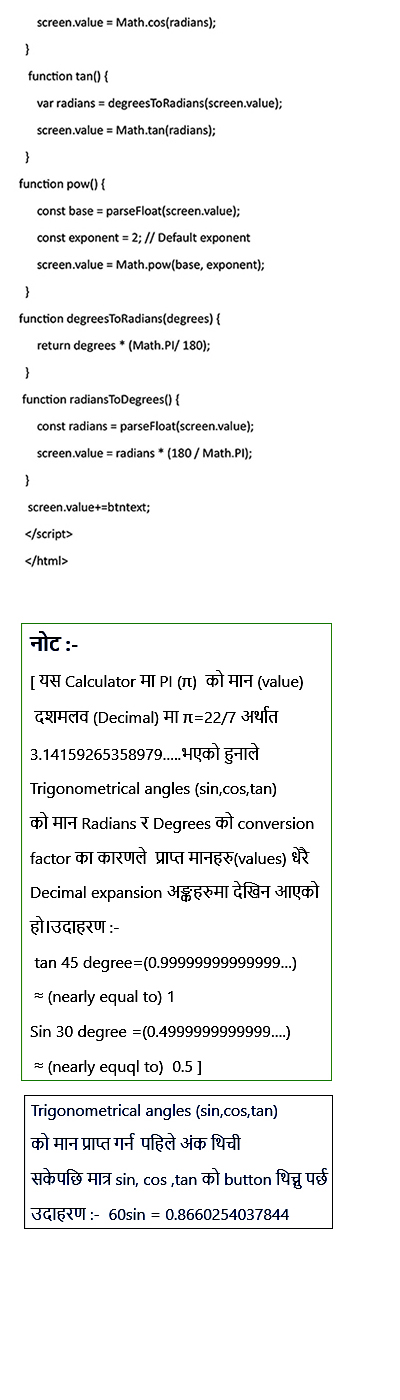 screen.value = Math.cos(radians);
}
function tan() {
var radians = degreesToRadians(screen.value);
screen.value = Math.tan(radians);
}
function pow() {
const base = parseFloat(screen.value);
const exponent = 2; // Default exponent
screen.value = Math.pow(base, exponent);
}
function degreesToRadians(degrees) {
return degrees * (Math.PI/ 180);
}
function radiansToDegrees() {
const radians = parseFloat(screen.value);
screen.value = radians * (180 / Math.PI);
}
screen.value+=btntext;
</script>
</html>
नोट :-
[ यस Calculator मा PI (π) को मान (value)
दशमलव (Decimal) मा π=22/7 अर्थात
3.14159265358979.....भएको हुनाले
Trigonometrical angles (sin,cos,tan)
को मान Radians र Degrees को conversion
factor का कारणले प्राप्त मानहरु(values) धेरै
Decimal expansion अङ्कहरुमा देखिन आएको
हो।उदाहरण :-
tan 45 degree=(0.99999999999999...)
≈ (nearly equal to) 1
Sin 30 degree =(0.4999999999999....)
≈ (nearly equql to) 0.5 ]
Trigonometrical angles (sin,cos,tan)
को मान प्राप्त गर्न पहिले अंक थिची
सकेपछि मात्र sin, cos ,tan को button थिच्नु पर्छ
उदाहरण :- 60sin = 0.8660254037844